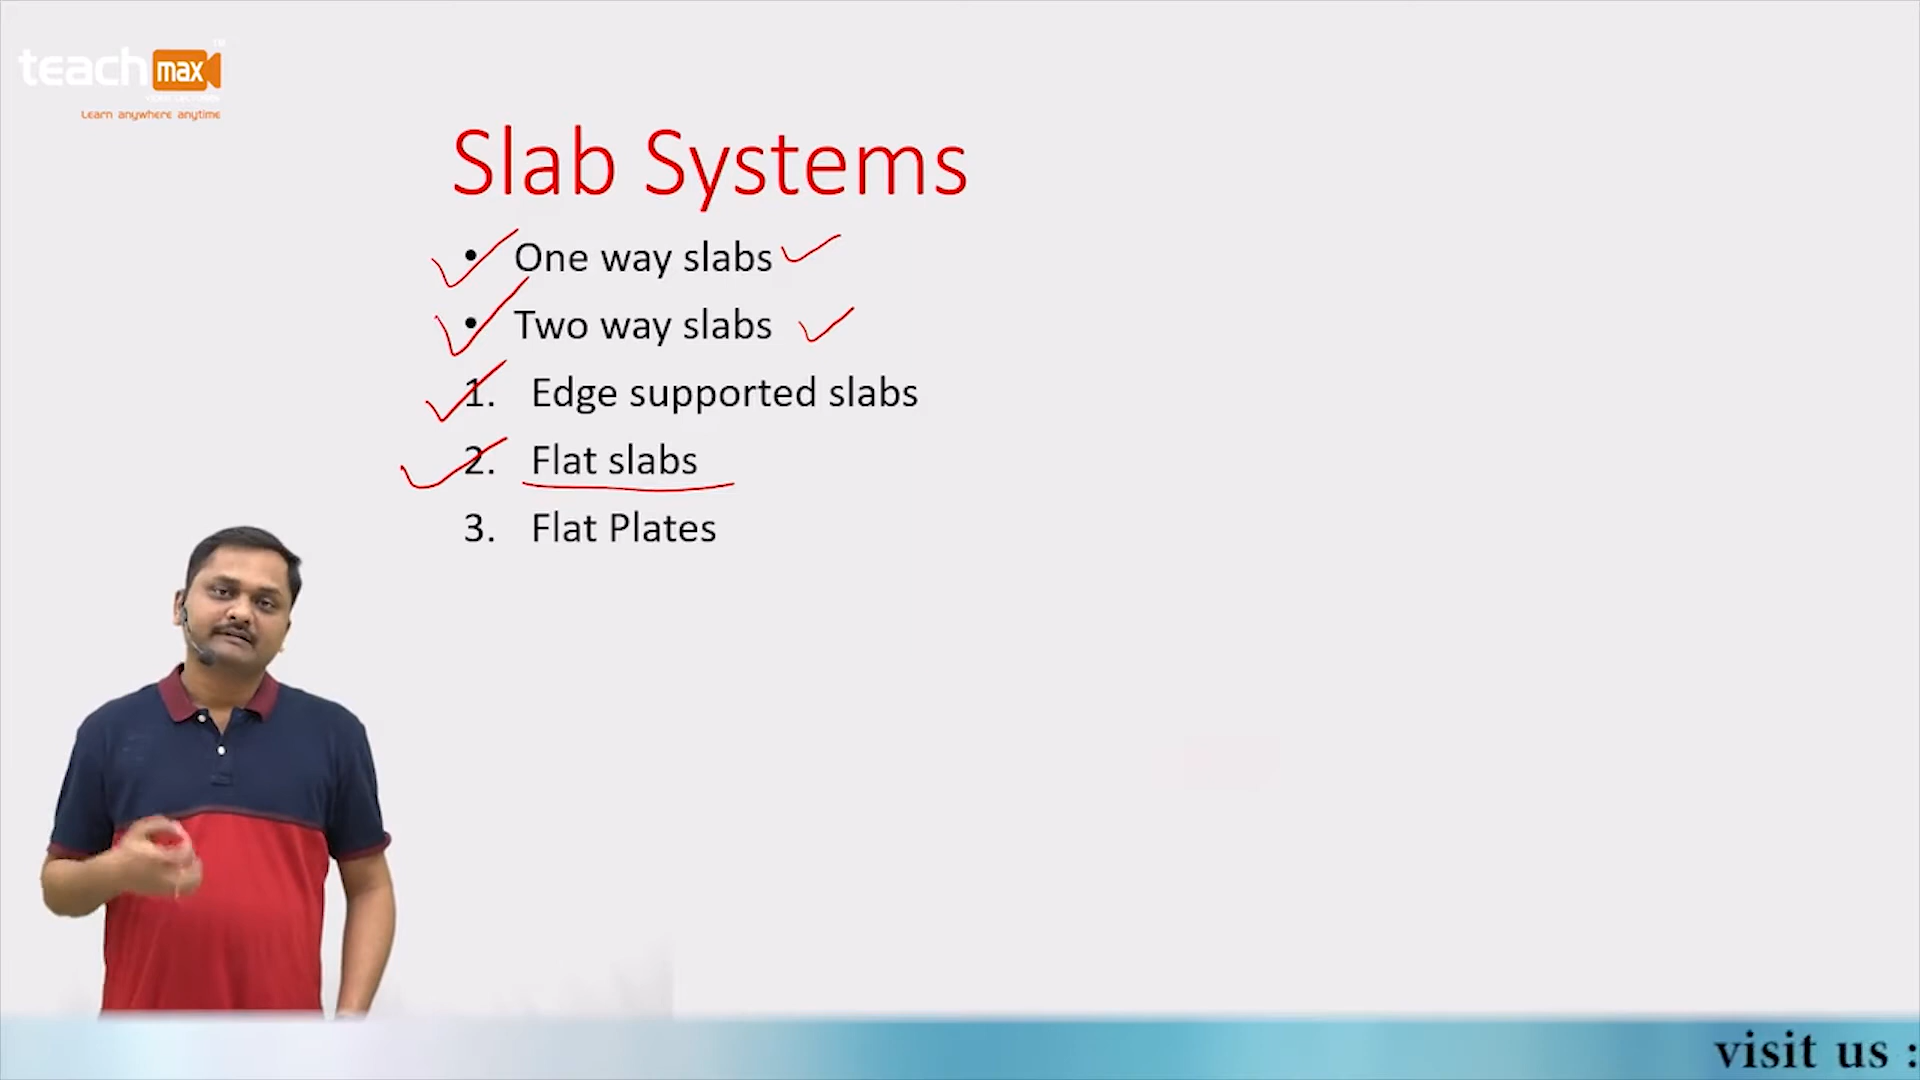 teach max TM
Learn anywhere anytime
Slab Systems
• One way slabs
• Two way slabs
1. Edge supported slabs
2. Flat slabs
3. Flat Plates
visit us :